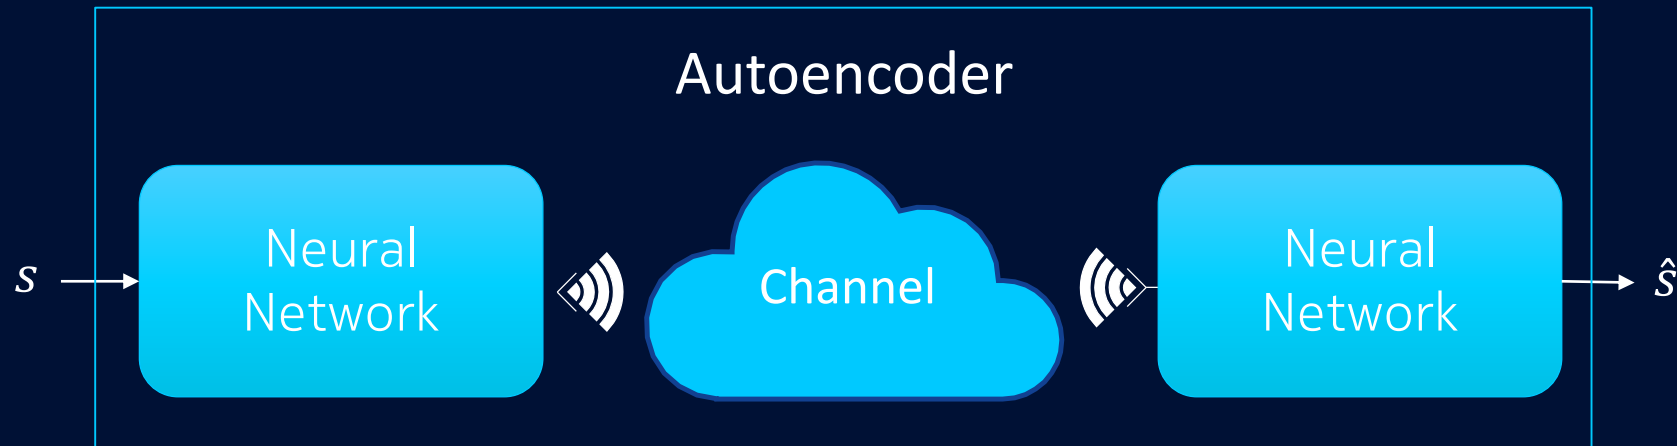 Autoencoder
s
Neural
Network
Channel
Neural
Network
ŝ